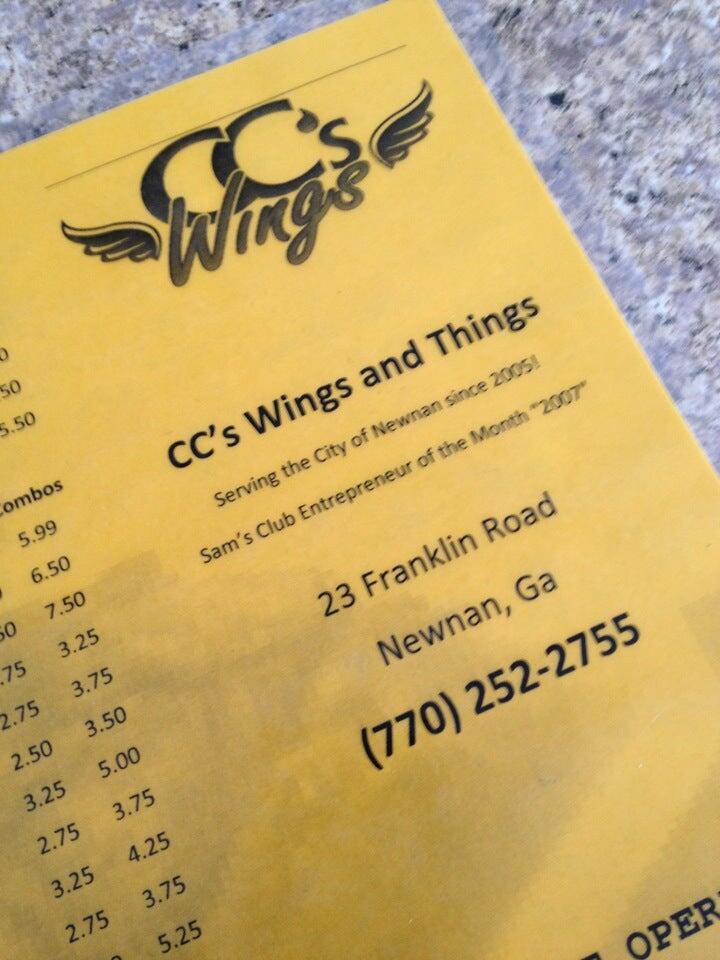 CC's
Wings
CC's Wings and Things
Serving the City of Newnan since 2005!
Sam's Club Entrepreneur of the Month "2007"
23 Franklin Road
Newnan, Ga
(770) 252-2755
5.50
5.99
6.50
7.50
3.25
2.75 3.75
2.50 3.50
3.25 5.00
2.75 3.75
3.25 4.25
2.75 3.75
5.25